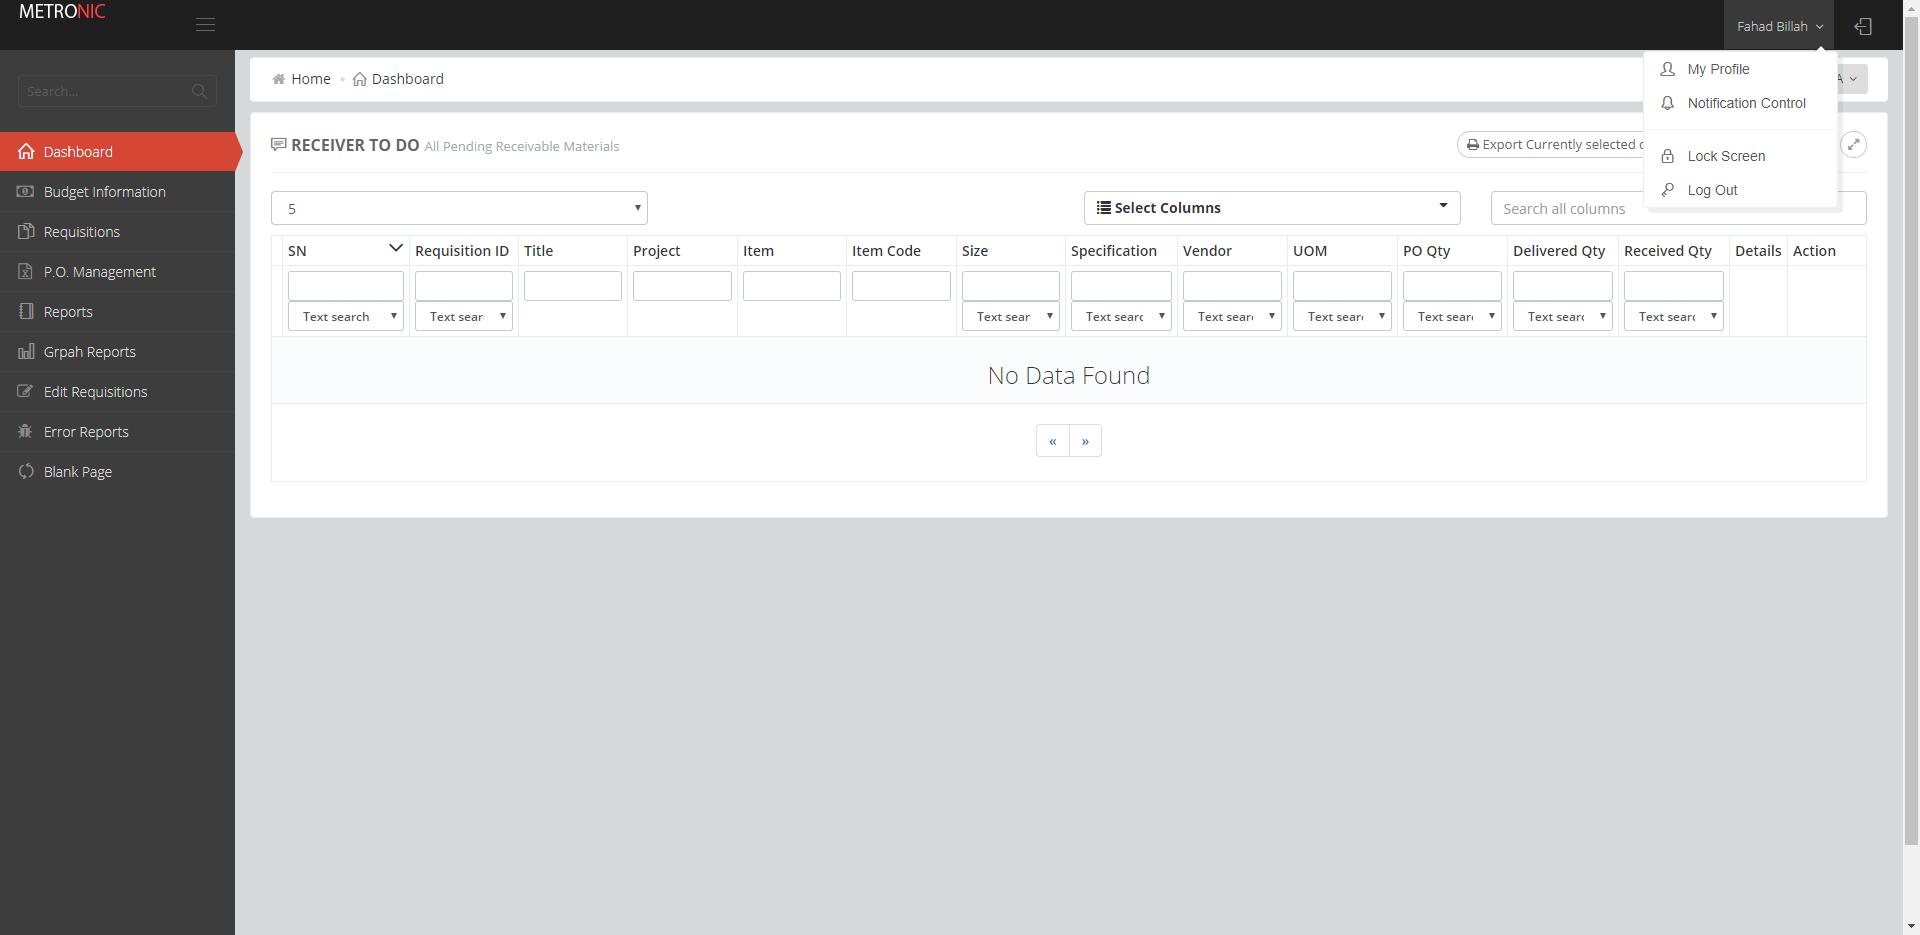 METRONIC
Fahad Billah
Search...
Dashboard
Budget Information
Requisitions
P.O. Management
Reports
Grpah Reports
Edit Requisitions
Error Reports
Blank Page
Home Dashboard
A
My Profile
Notification Control
Lock Screen
Log Out
RECEIVER TO DO All Pending Receivable Materials
Export Currently selected
5
Select Columns
Search all columns
SN Requisition ID Title Project Item Item Code Size Specification Vendor UOM PO Qty Delivered Qty Received Qty Details Action
Text search Text sear Text sear Text searc Text searc Text sear Text searc Text searc Text searc
No Data Found
« »